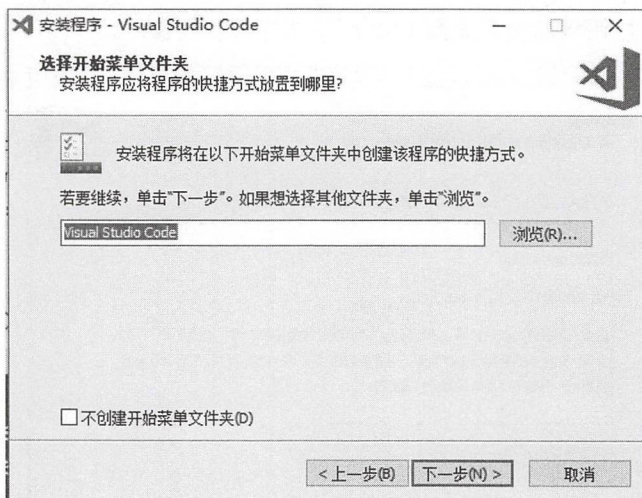 安装程序 - Visual Studio Code
选择开始菜单文件夹
安装程序应将程序的快捷方式放置到哪里?
安装程序将在以下开始菜单文件夹中创建该程序的快捷方式。
若要继续，单击"下一步"。如果想选择其他文件夹，单击"浏览"。
Visual Studio Code
浏览(R)...
不创建开始菜单文件夹(D)
< 上一步(B)
下一步(N) >
取消